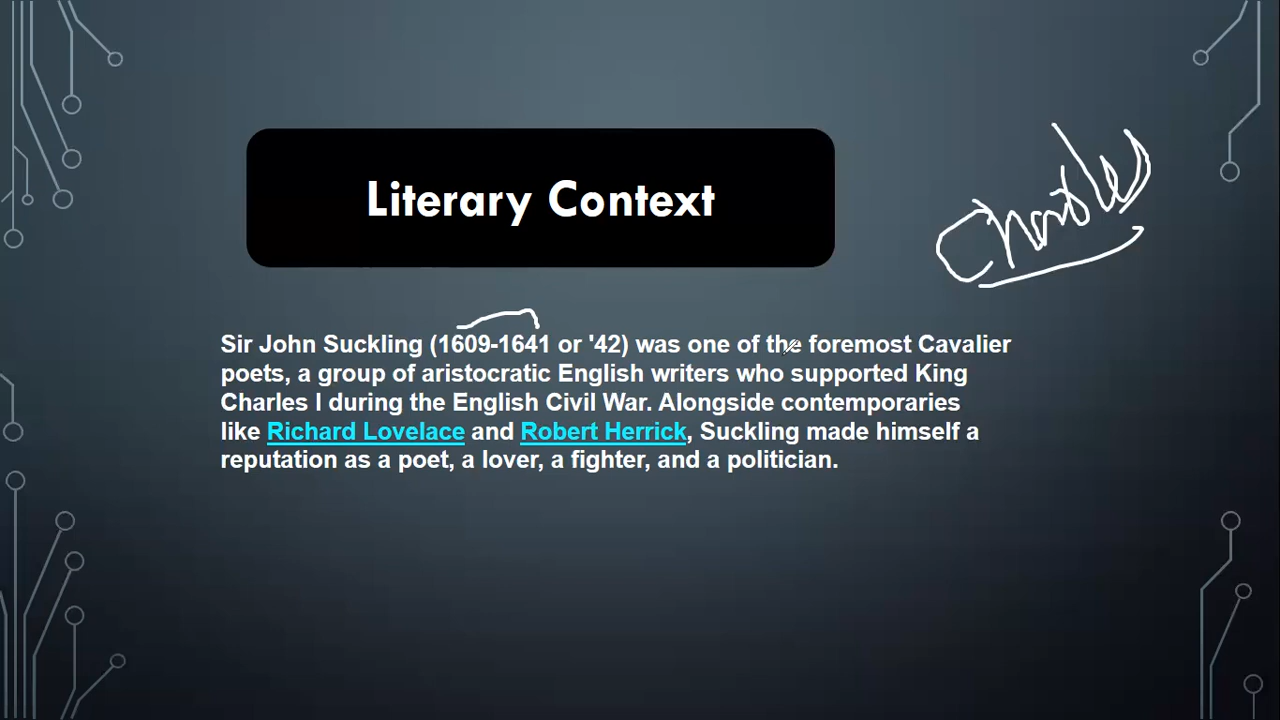 Literary Context
Charles
Sir John Suckling (1609-1641 or '42) was one of the foremost Cavalier
poets, a group of aristocratic English writers who supported King
Charles I during the English Civil War. Alongside contemporaries
like Richard Lovelace and Robert Herrick, Suckling made himself a
reputation as a poet, a lover, a fighter, and a politician.